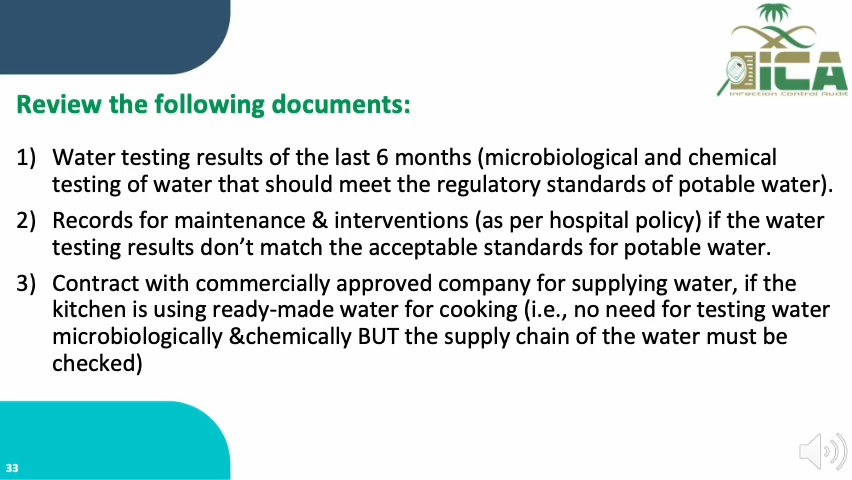 iCA
Infection Control Audit
Review the following documents:
1) Water testing results of the last 6 months (microbiological and chemical
testing of water that should meet the regulatory standards of potable water).
2) Records for maintenance & interventions (as per hospital policy) if the water
testing results don’t match the acceptable standards for potable water.
3) Contract with commercially approved company for supplying water, if the
kitchen is using ready-made water for cooking (i.e., no need for testing water
microbiologically &chemically BUT the supply chain of the water must be
checked)
33